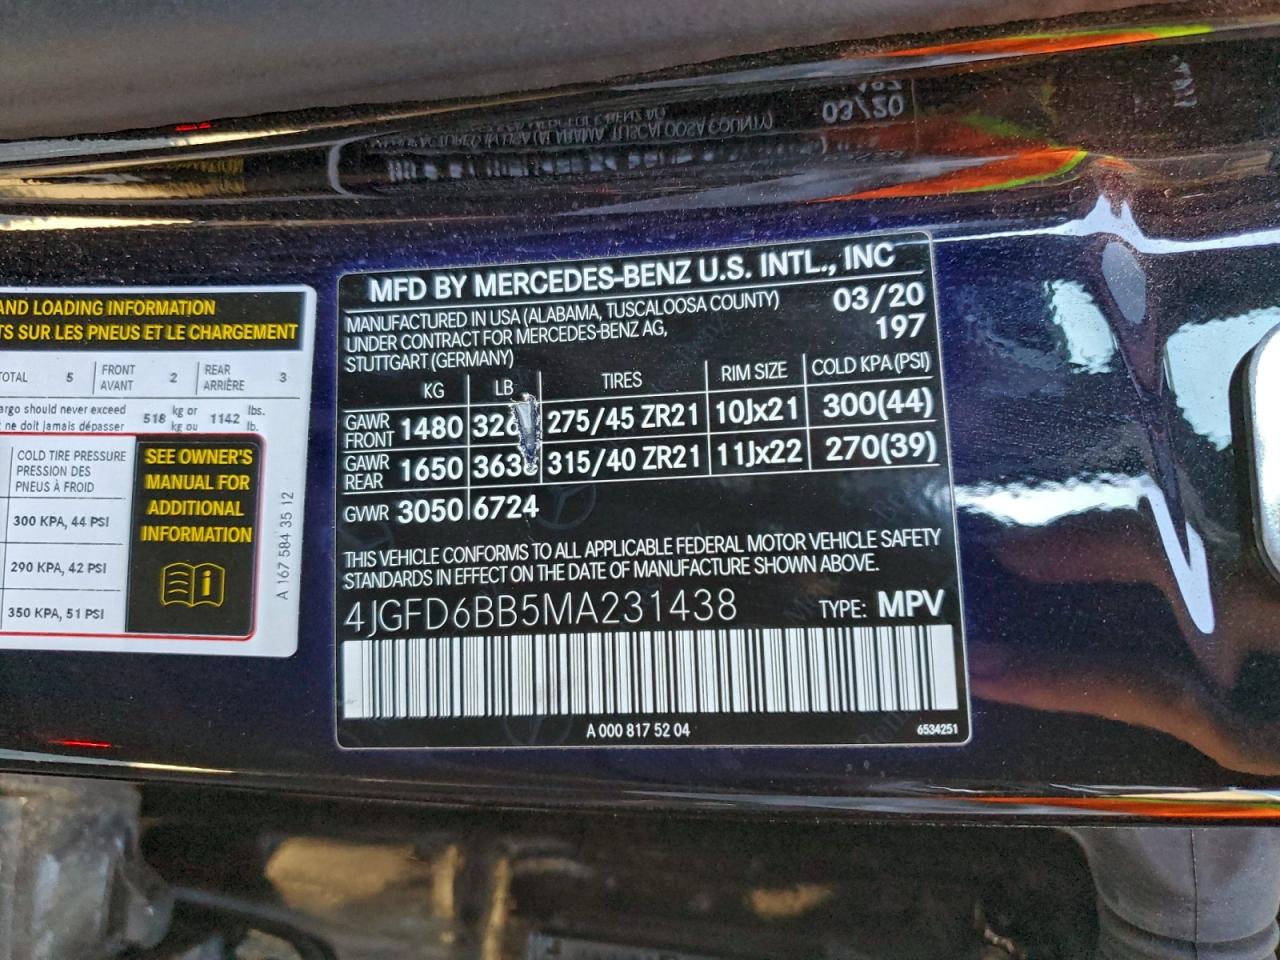 AND LOADING INFORMATION
TS SUR LES PNEUS ET LE CHARGEMENT
TOTAL 5 FRONT AVANT 2 REAR ARRIÈRE 3
argo should never exceed 518 kg or 1142 lbs.
t ne doit jamais dépasser kg ou lb.
COLD TIRE PRESSURE
PRESSION DES
PNEUS À FROID
300 KPA, 44 PSI
290 KPA, 42 PSI
350 KPA, 51 PSI
SEE OWNER'S
MANUAL FOR
ADDITIONAL
INFORMATION
A 167 584 35 12
MFD BY MERCEDES-BENZ U.S. INTL., INC
MANUFACTURED IN USA (ALABAMA, TUSCALOOSA COUNTY) 03/20
UNDER CONTRACT FOR MERCEDES-BENZ AG, 197
STUTTGART (GERMANY)
KG LB TIRES RIM SIZE COLD KPA(PSI)
GAWR FRONT 1480 326 275/45 ZR21 10Jx21 300(44)
GAWR REAR 1650 363 315/40 ZR21 11Jx22 270(39)
GVWR 3050 6724
THIS VEHICLE CONFORMS TO ALL APPLICABLE FEDERAL MOTOR VEHICLE SAFETY
STANDARDS IN EFFECT ON THE DATE OF MANUFACTURE SHOWN ABOVE.
4JGFD6BB5MA231438 TYPE: MPV
A 000 817 52 04 6534251